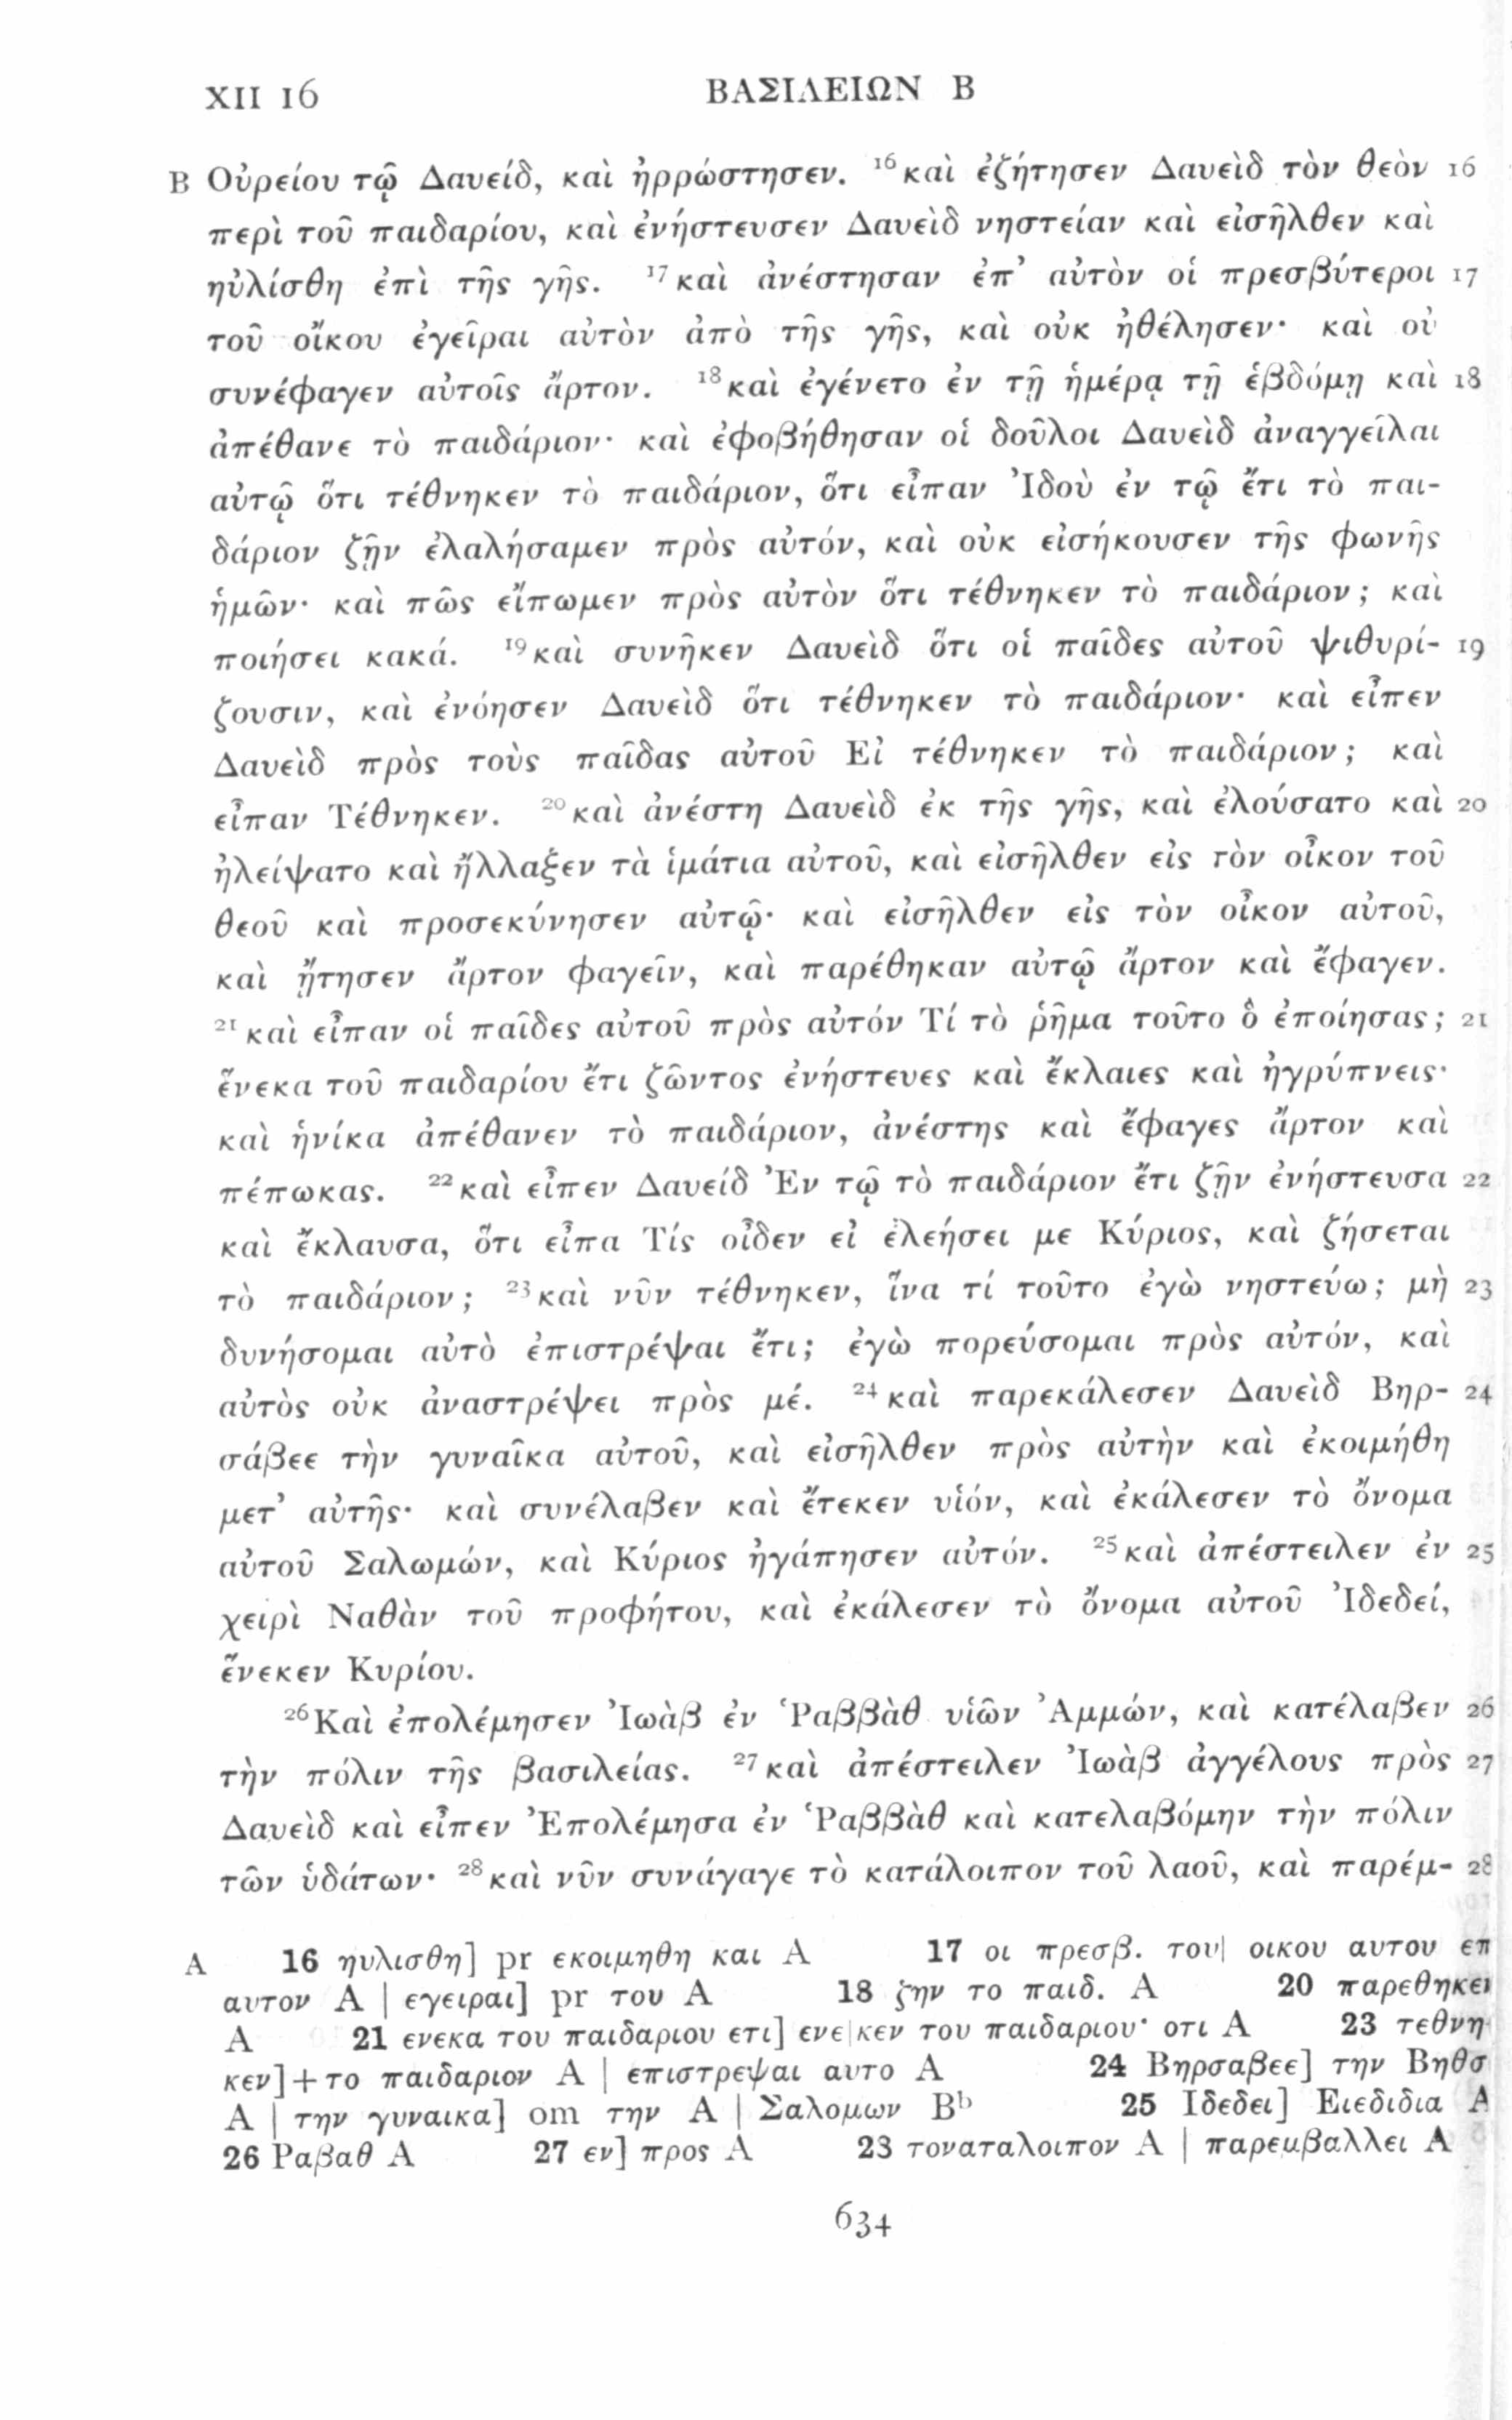 XII 16 ΒΑΣΙΛΕΙΩΝ Β
B Οὐρείου τῷ Δαυείδ, καὶ ἠρρώστησεν. ¹⁶καὶ ἐζήτησεν Δαυεὶδ τὸν θεὸν 16
περὶ τοῦ παιδαρίου, καὶ ἐνήστευσεν Δαυεὶδ νηστείαν καὶ εἰσῆλθεν καὶ
ηὐλίσθη ἐπὶ τῆς γῆς. ¹⁷καὶ ἀνέστησαν ἐπ’ αὐτὸν οἱ πρεσβύτεροι 17
τοῦ οἴκου ἐγεῖραι αὐτὸν ἀπὸ τῆς γῆς, καὶ οὐκ ἠθέλησεν· καὶ οὐ
συνέφαγεν αὐτοῖς ἄρτον. ¹⁸καὶ ἐγένετο ἐν τῇ ἡμέρᾳ τῇ ἑβδόμῃ καὶ 18
ἀπέθανε τὸ παιδάριον· καὶ ἐφοβήθησαν οἱ δοῦλοι Δαυεὶδ ἀναγγεῖλαι
αὐτῷ ὅτι τέθνηκεν τὸ παιδάριον, ὅτι εἶπαν Ἰδοὺ ἐν τῷ ἔτι τὸ παι-
δάριον ζῇν ἐλαλήσαμεν πρὸς αὐτόν, καὶ οὐκ εἰσήκουσεν τῆς φωνῆς
ἡμῶν· καὶ πῶς εἴπωμεν πρὸς αὐτὸν ὅτι τέθνηκεν τὸ παιδάριον; καὶ
ποιήσει κακά. ¹⁹καὶ συνῆκεν Δαυεὶδ ὅτι οἱ παῖδες αὐτοῦ ψιθυρί- 19
ζουσιν, καὶ ἐνόησεν Δαυεὶδ ὅτι τέθνηκεν τὸ παιδάριον· καὶ εἶπεν
Δαυεὶδ πρὸς τοὺς παῖδας αὐτοῦ Εἰ τέθνηκεν τὸ παιδάριον; καὶ
εἶπαν Τέθνηκεν. ²⁰καὶ ἀνέστη Δαυεὶδ ἐκ τῆς γῆς, καὶ ἐλούσατο καὶ 20
ἠλείψατο καὶ ἤλλαξεν τὰ ἱμάτια αὐτοῦ, καὶ εἰσῆλθεν εἰς τὸν οἶκον τοῦ
θεοῦ καὶ προσεκύνησεν αὐτῷ· καὶ εἰσῆλθεν εἰς τὸν οἶκον αὐτοῦ,
καὶ ᾔτησεν ἄρτον φαγεῖν, καὶ παρέθηκαν αὐτῷ ἄρτον καὶ ἔφαγεν.
²¹καὶ εἶπαν οἱ παῖδες αὐτοῦ πρὸς αὐτόν Τί τὸ ῥῆμα τοῦτο ὃ ἐποίησας; 21
ἕνεκα τοῦ παιδαρίου ἔτι ζῶντος ἐνήστευες καὶ ἔκλαιες καὶ ἠγρύπνεις·
καὶ ἡνίκα ἀπέθανεν τὸ παιδάριον, ἀνέστης καὶ ἔφαγες ἄρτον καὶ
πέπωκας. ²²καὶ εἶπεν Δαυείδ Ἐν τῷ τὸ παιδάριον ἔτι ζῇν ἐνήστευσα 22
καὶ ἔκλαυσα, ὅτι εἶπα Τίς οἶδεν εἰ ἐλεήσει με Κύριος, καὶ ζήσεται
τὸ παιδάριον; ²³καὶ νῦν τέθνηκεν, ἵνα τί τοῦτο ἐγὼ νηστεύω; μὴ 23
δυνήσομαι αὐτὸ ἐπιστρέψαι ἔτι; ἐγὼ πορεύσομαι πρὸς αὐτόν, καὶ
αὐτὸς οὐκ ἀναστρέψει πρὸς μέ. ²⁴καὶ παρεκάλεσεν Δαυεὶδ Βηρ- 24
σάβεε τὴν γυναῖκα αὐτοῦ, καὶ εἰσῆλθεν πρὸς αὐτὴν καὶ ἐκοιμήθη
μετ’ αὐτῆς· καὶ συνέλαβεν καὶ ἔτεκεν υἱόν, καὶ ἐκάλεσεν τὸ ὄνομα
αὐτοῦ Σαλωμών, καὶ Κύριος ἠγάπησεν αὐτόν. ²⁵καὶ ἀπέστειλεν ἐν 25
χειρὶ Ναθὰν τοῦ προφήτου, καὶ ἐκάλεσεν τὸ ὄνομα αὐτοῦ Ἰδεδεί,
ἕνεκεν Κυρίου.
²⁶Καὶ ἐπολέμησεν Ἰωὰβ ἐν Ῥαββὰθ υἱῶν Ἀμμών, καὶ κατέλαβεν 26
τὴν πόλιν τῆς βασιλείας. ²⁷καὶ ἀπέστειλεν Ἰωὰβ ἀγγέλους πρὸς 27
Δαυεὶδ καὶ εἶπεν Ἐπολέμησα ἐν Ῥαββὰθ καὶ κατελαβόμην τὴν πόλιν
τῶν ὑδάτων· ²⁸καὶ νῦν συνάγαγε τὸ κατάλοιπον τοῦ λαοῦ, καὶ παρέμ- 28
A 16 ηυλισθη] pr εκοιμηθη και A 17 οι πρεσβ. του| οικου αυτου επ
αυτον A | εγειραι] pr του A 18 ζην το παιδ. A 20 παρεθηκεν
A 21 ενεκα του παιδαριου ετι] ενε|κεν του παιδαριου· οτι A 23 τεθνη-
κεν]+το παιδαριον A | επιστρεψαι αυτο A 24 Βηρσαβεε] την Βηθσ
A | την γυναικα] om την A | Σαλομων Bᵇ 25 Ιδεδει] Ειεδιδια A
26 Ραβαθ A 27 εν] προς A 28 τοναταλοιπον A | παρεμβαλλει A
634